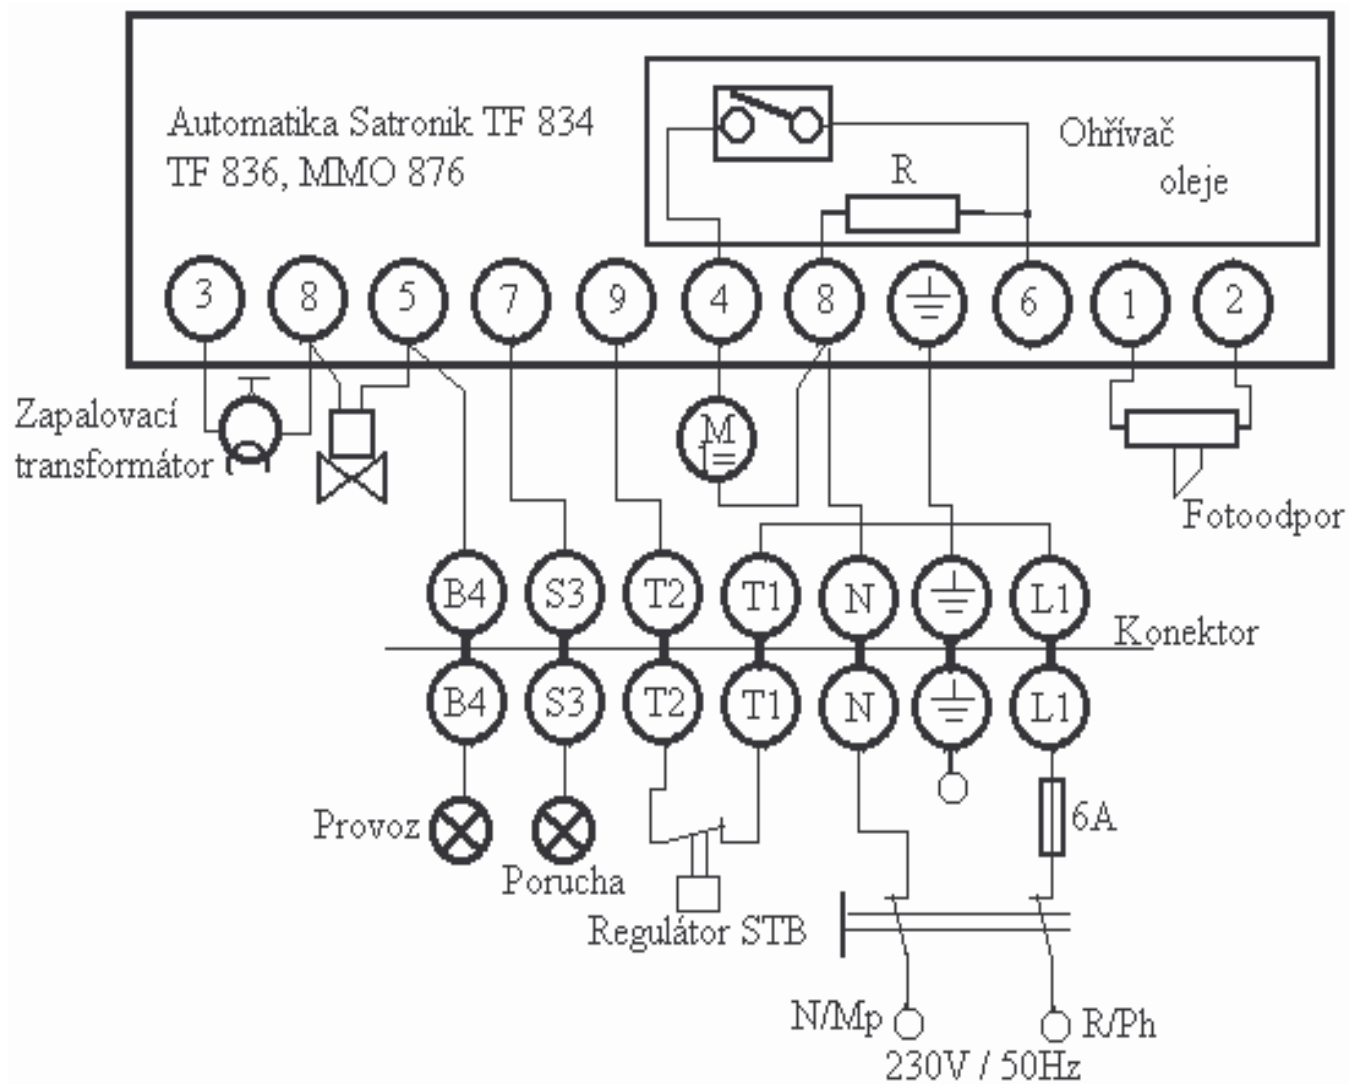 Automatika Satronik TF 834
TF 836, MMO 876
Ohřívač
oleje
R
3 8 5 7 9 4 8 6 1 2
Zapalovací
transformátor
M
1=
Fotoodpor
B4 S3 T2 T1 N L1
Konektor
B4 S3 T2 T1 N L1
Provoz
Porucha
6A
Regulátor STB
N/Mp
R/Ph
230V / 50Hz